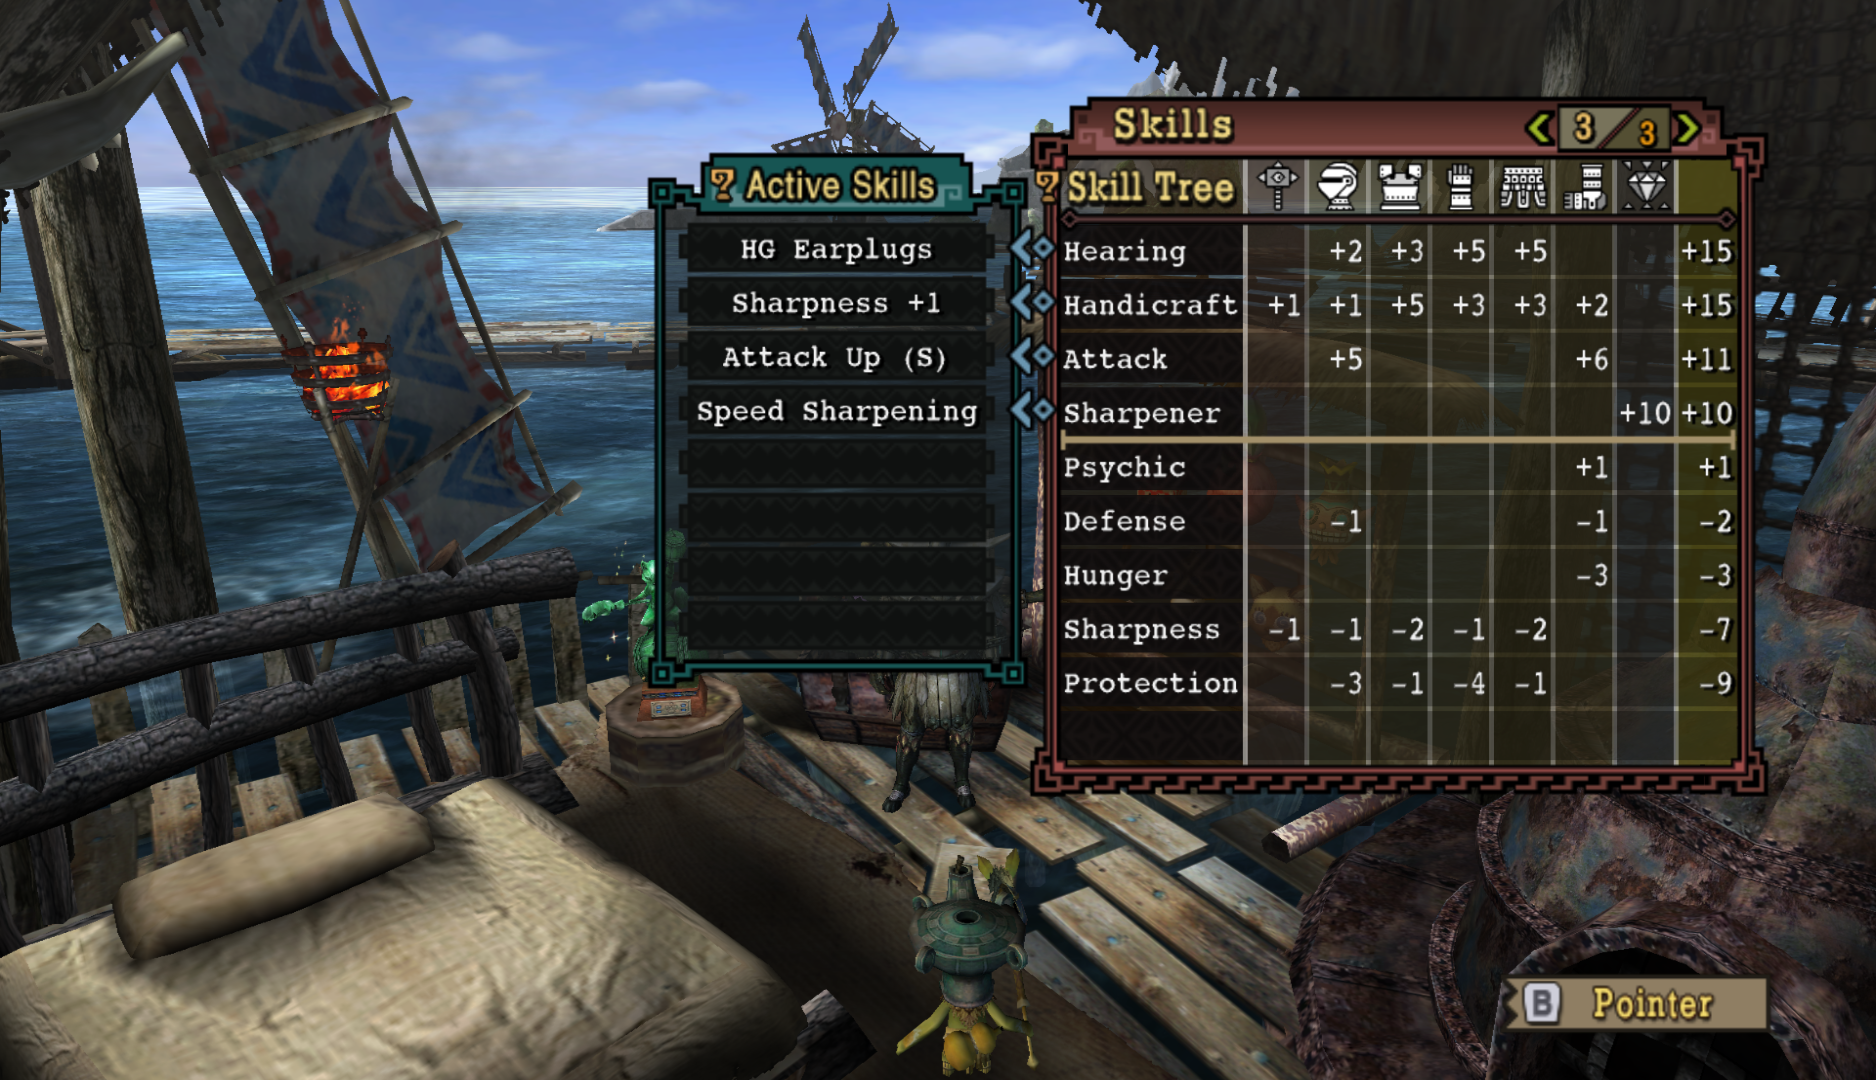 Skills 3/3
? Active Skills
? Skill Tree
HG Earplugs
Sharpness +1
Attack Up (S)
Speed Sharpening
Hearing +2 +3 +5 +5 +15
Handicraft +1 +1 +5 +3 +3 +2 +15
Attack +5 +6 +11
Sharpener +10 +10
Psychic +1 +1
Defense -1 -1 -2
Hunger -3 -3
Sharpness -1 -1 -2 -1 -2 -7
Protection -3 -1 -4 -1 -9
B Pointer